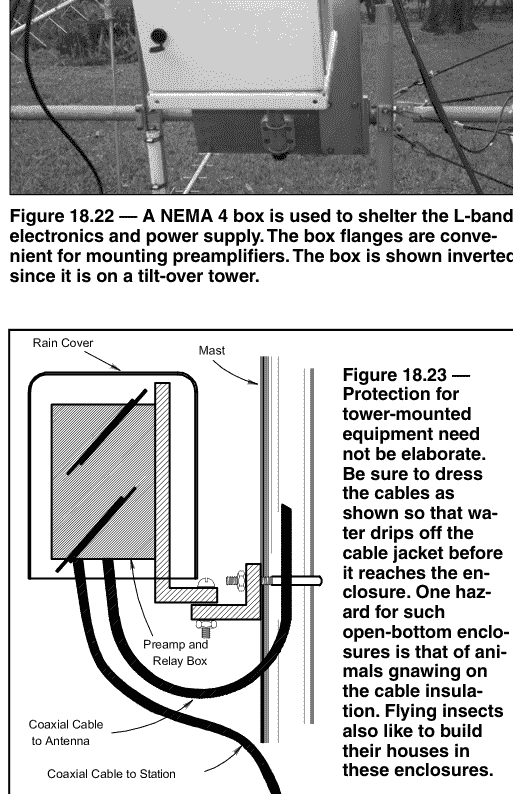 Figure 18.22 — A NEMA 4 box is used to shelter the L-band
electronics and power supply. The box flanges are conve-
nient for mounting preamplifiers. The box is shown inverted
since it is on a tilt-over tower.
Rain Cover
Mast
Preamp and
Relay Box
Coaxial Cable
to Antenna
Coaxial Cable to Station
Figure 18.23 —
Protection for
tower-mounted
equipment need
not be elaborate.
Be sure to dress
the cables as
shown so that wa-
ter drips off the
cable jacket before
it reaches the en-
closure. One haz-
ard for such
open-bottom enclo-
sures is that of ani-
mals gnawing on
the cable insula-
tion. Flying insects
also like to build
their houses in
these enclosures.